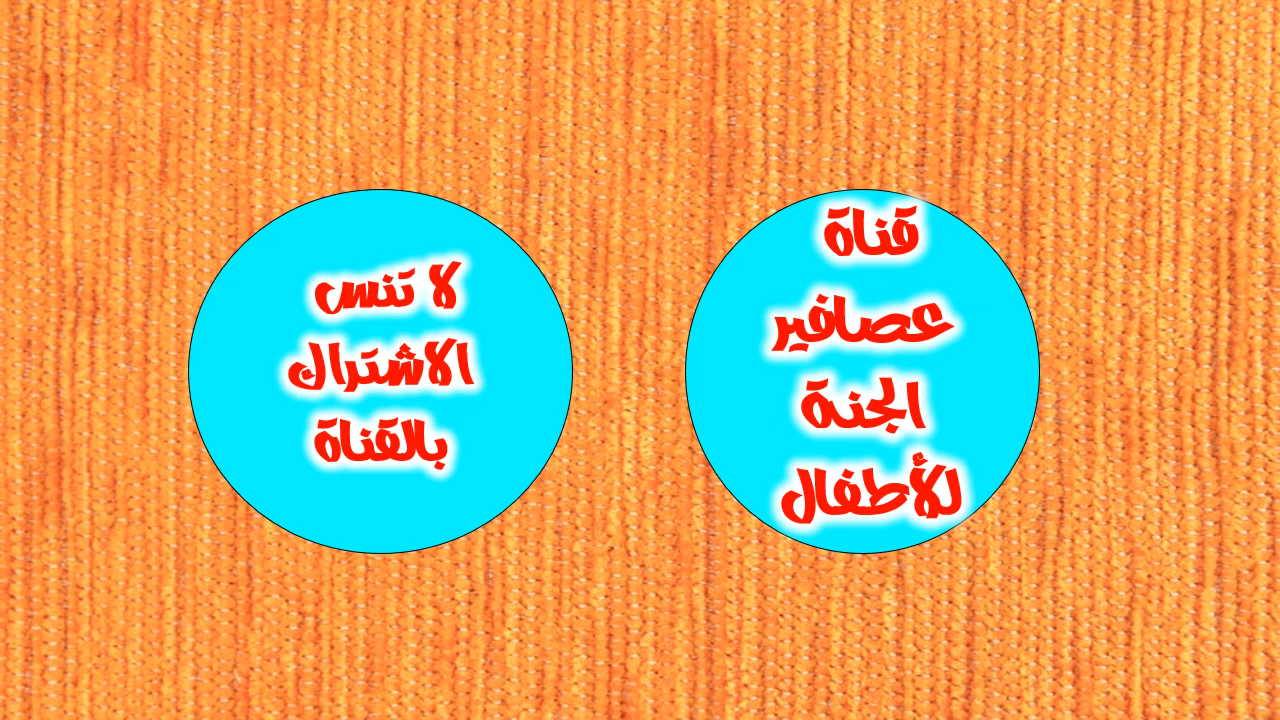 قناة
عصافير
الجنة
للأطفال
لا تنس
الاشتراك
بالقناة